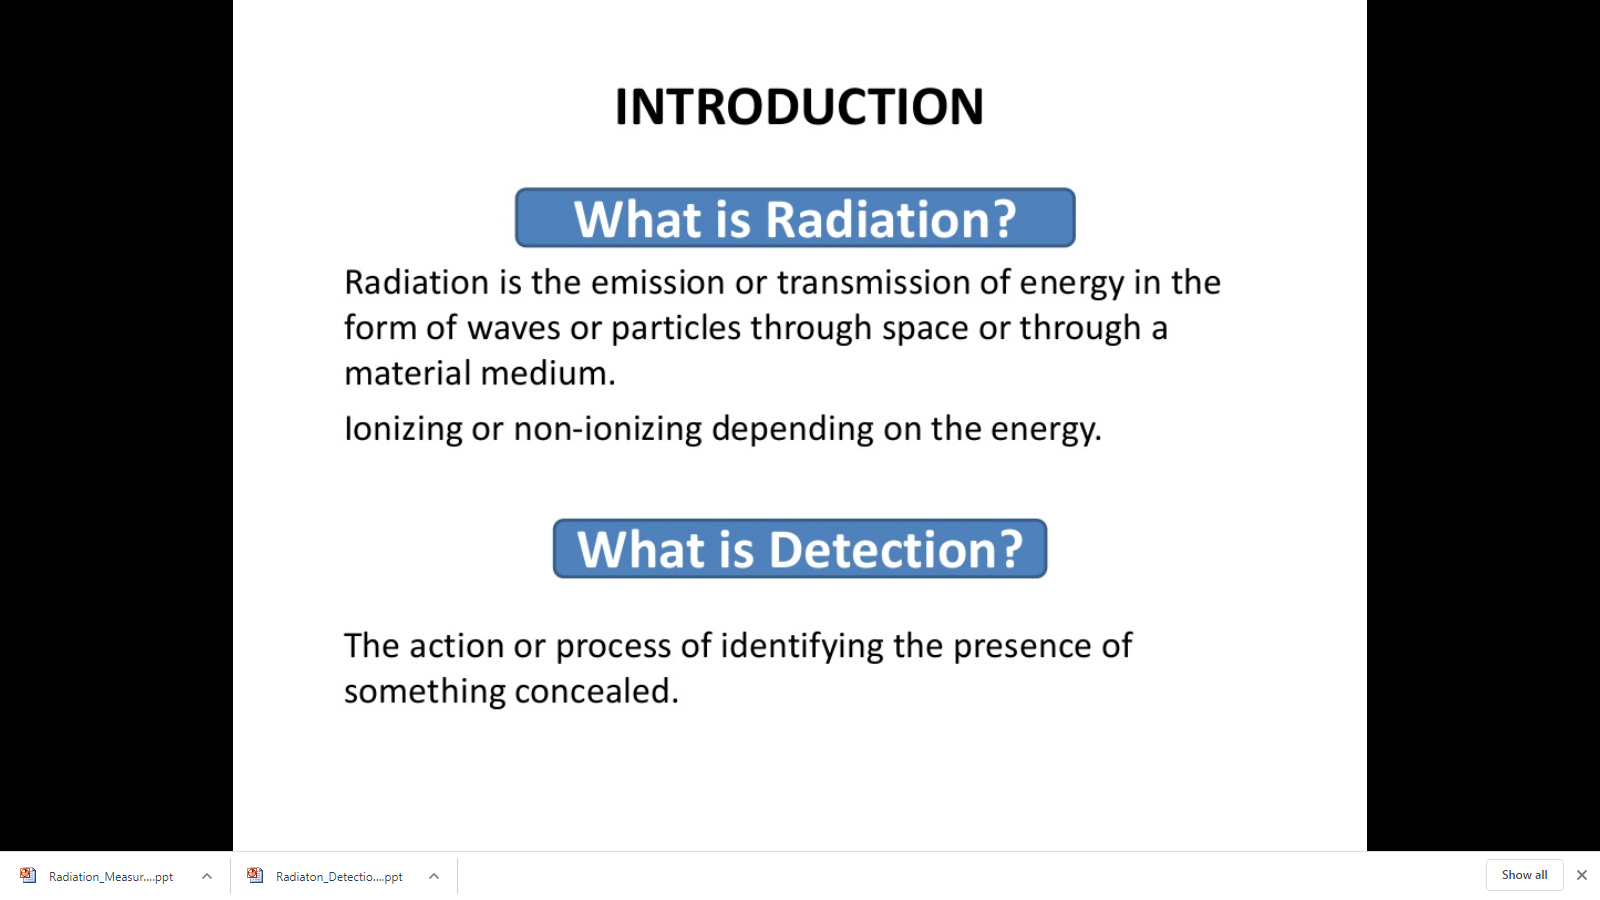 INTRODUCTION
What is Radiation?
Radiation is the emission or transmission of energy in the
form of waves or particles through space or through a
material medium.
Ionizing or non-ionizing depending on the energy.
What is Detection?
The action or process of identifying the presence of
something concealed.
Radiation_Measur....ppt
Radiaton_Detectio....ppt
Show all